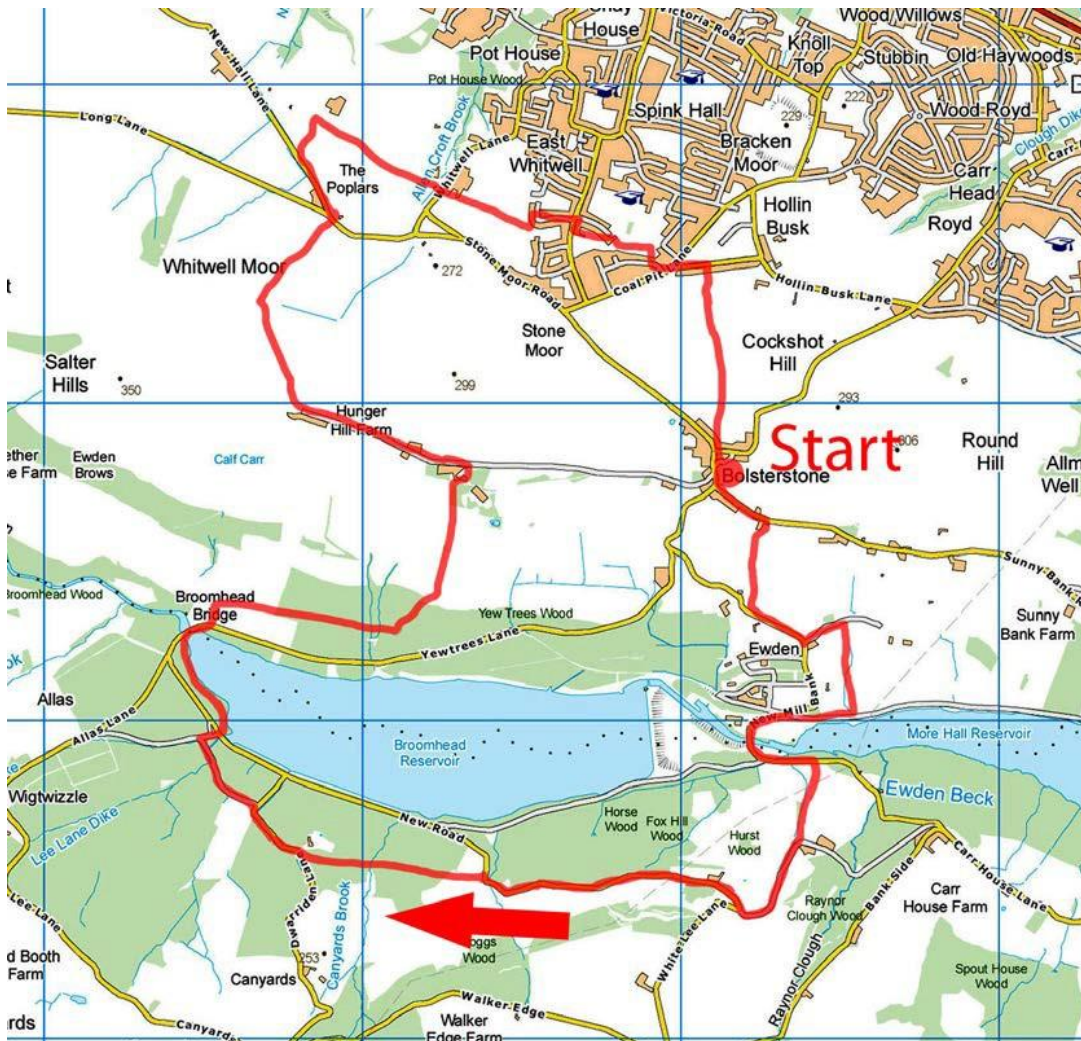 Shay
House
Victoria Road
Wood Willows
Knoll
Top
Stubbin
Old Haywoods
Pot House
Pot House Wood
New Hall Lane
Long Lane
Spink Hall
222
229
Wood Royd
Clough Dike
Carr
East
Whitwell
Bracken
Moor
Whitwell Lane
Allen Croft Brook
The
Poplars
Carr
Head
Royd
Hollin
Busk
Whitwell Moor
272
Stone Moor Road
Coal Pit Lane
Hollin Busk Lane
Stone
Moor
Cockshot
Hill
Salter
Hills
350
299
293
Hunger
Hill Farm
Start
306
Round
Hill
Ewden
Brows
Calf Carr
Bolsterstone
Well
Sunny Bank
Broomhead Wood
Broomhead
Bridge
Yew Trees Wood
Yewtrees Lane
Sunny
Bank Farm
Ewden
New Mill Bank
Allas
Allas Lane
Broomhead
Reservoir
More Hall Reservoir
Ewden Beck
Wigtwizzle
Lee Lane Dike
New Road
Horse
Wood
Fox Hill
Wood
Hurst
Wood
Lee Lane
Dwarriden Lane
Canyards Brook
Raynor
Clough Wood
Bank Side
Carr House Lane
Carr
House Farm
White Lee Lane
Wood
253
Booth
Farm
Canyards
Raynor Clough
Spout House
Wood
Walker Edge
Walker
Edge Farm
Canyards